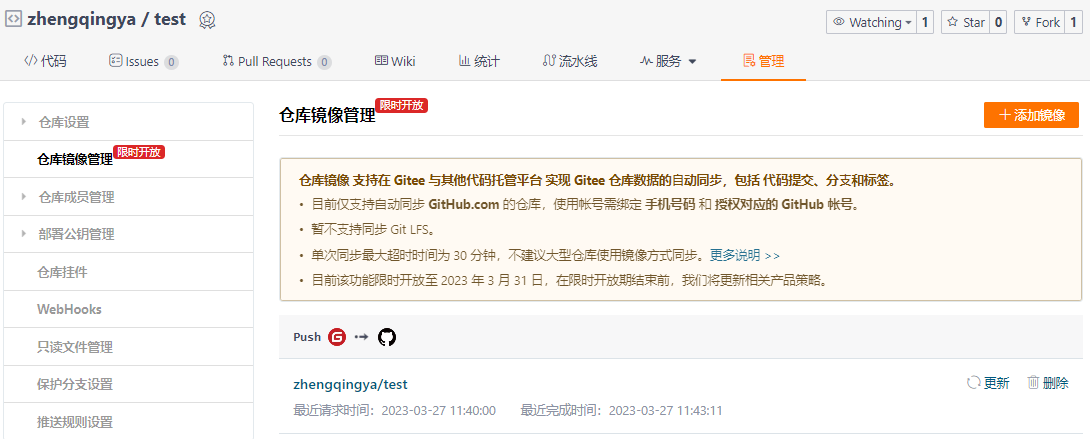 zhengqingya / test
Watching 1 Star 0 Fork 1
代码 Issues 0 Pull Requests 0 Wiki 统计 流水线 服务 管理
仓库设置
仓库镜像管理 限时开放
仓库成员管理
部署公钥管理
仓库挂件
WebHooks
只读文件管理
保护分支设置
推送规则设置
仓库镜像管理 限时开放
+ 添加镜像
仓库镜像 支持在 Gitee 与其他代码托管平台 实现 Gitee 仓库数据的自动同步，包括 代码提交、分支和标签。
• 目前仅支持自动同步 GitHub.com 的仓库，使用帐号需绑定 手机号码 和 授权对应的 GitHub 帐号。
• 暂不支持同步 Git LFS。
• 单次同步最大超时时间为 30 分钟，不建议大型仓库使用镜像方式同步。更多说明 >>
• 目前该功能限时开放至 2023 年 3 月 31 日，在限时开放期结束前，我们将更新相关产品策略。
Push G
zhengqingya/test
更新 删除
最近请求时间：2023-03-27 11:40:00 最近完成时间：2023-03-27 11:43:11